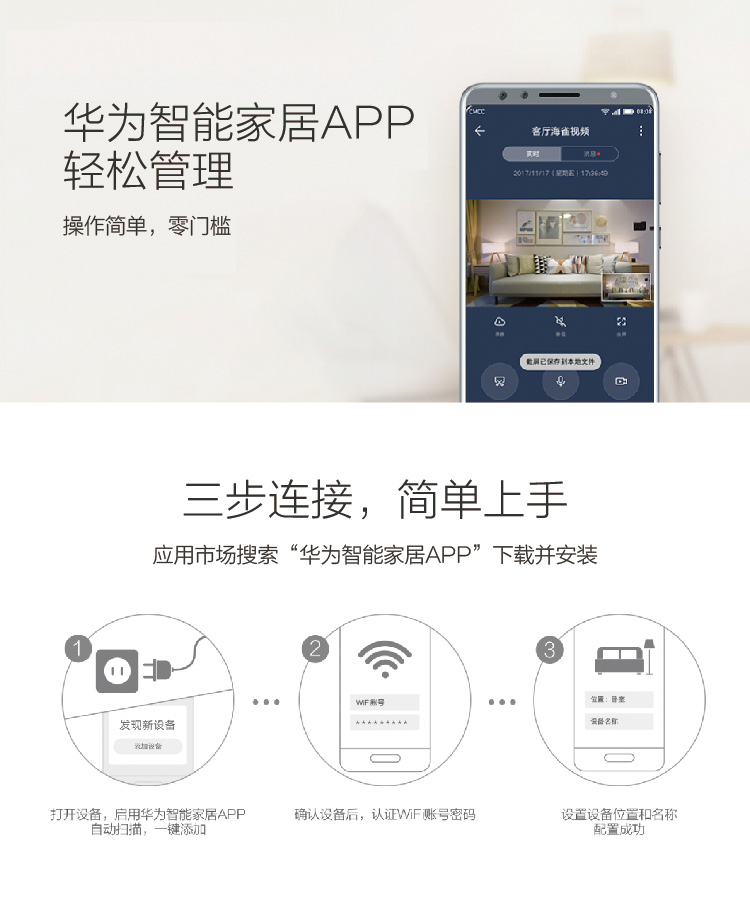 华为智能家居APP
轻松管理
操作简单，零门槛
CMCC
08:08
客厅海雀视频
实时
消息
2017/11/17（星期五）17:36:49
截屏已保存到本地文件
三步连接，简单上手
应用市场搜索“华为智能家居APP”下载并安装
1
2
3
发现新设备
添加设备
WiFi账号
*********
位置：卧室
设备名称
打开设备，启用华为智能家居APP
自动扫描，一键添加
确认设备后，认证WiFi账号密码
设置设备位置和名称
配置成功